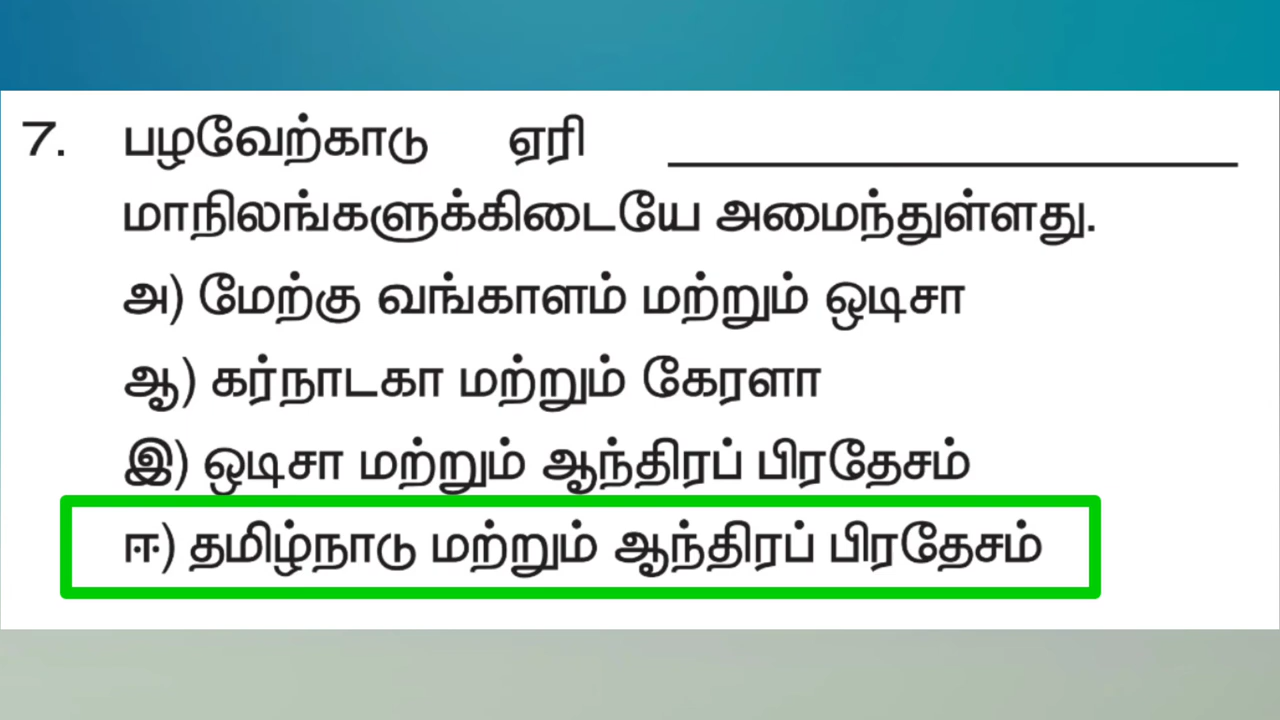 7. பழவேற்காடு ஏரி ____________________
மாநிலங்களுக்கிடையே அமைந்துள்ளது.
அ) மேற்கு வங்காளம் மற்றும் ஒடிசா
ஆ) கர்நாடகா மற்றும் கேரளா
இ) ஒடிசா மற்றும் ஆந்திரப் பிரதேசம்
ஈ) தமிழ்நாடு மற்றும் ஆந்திரப் பிரதேசம்